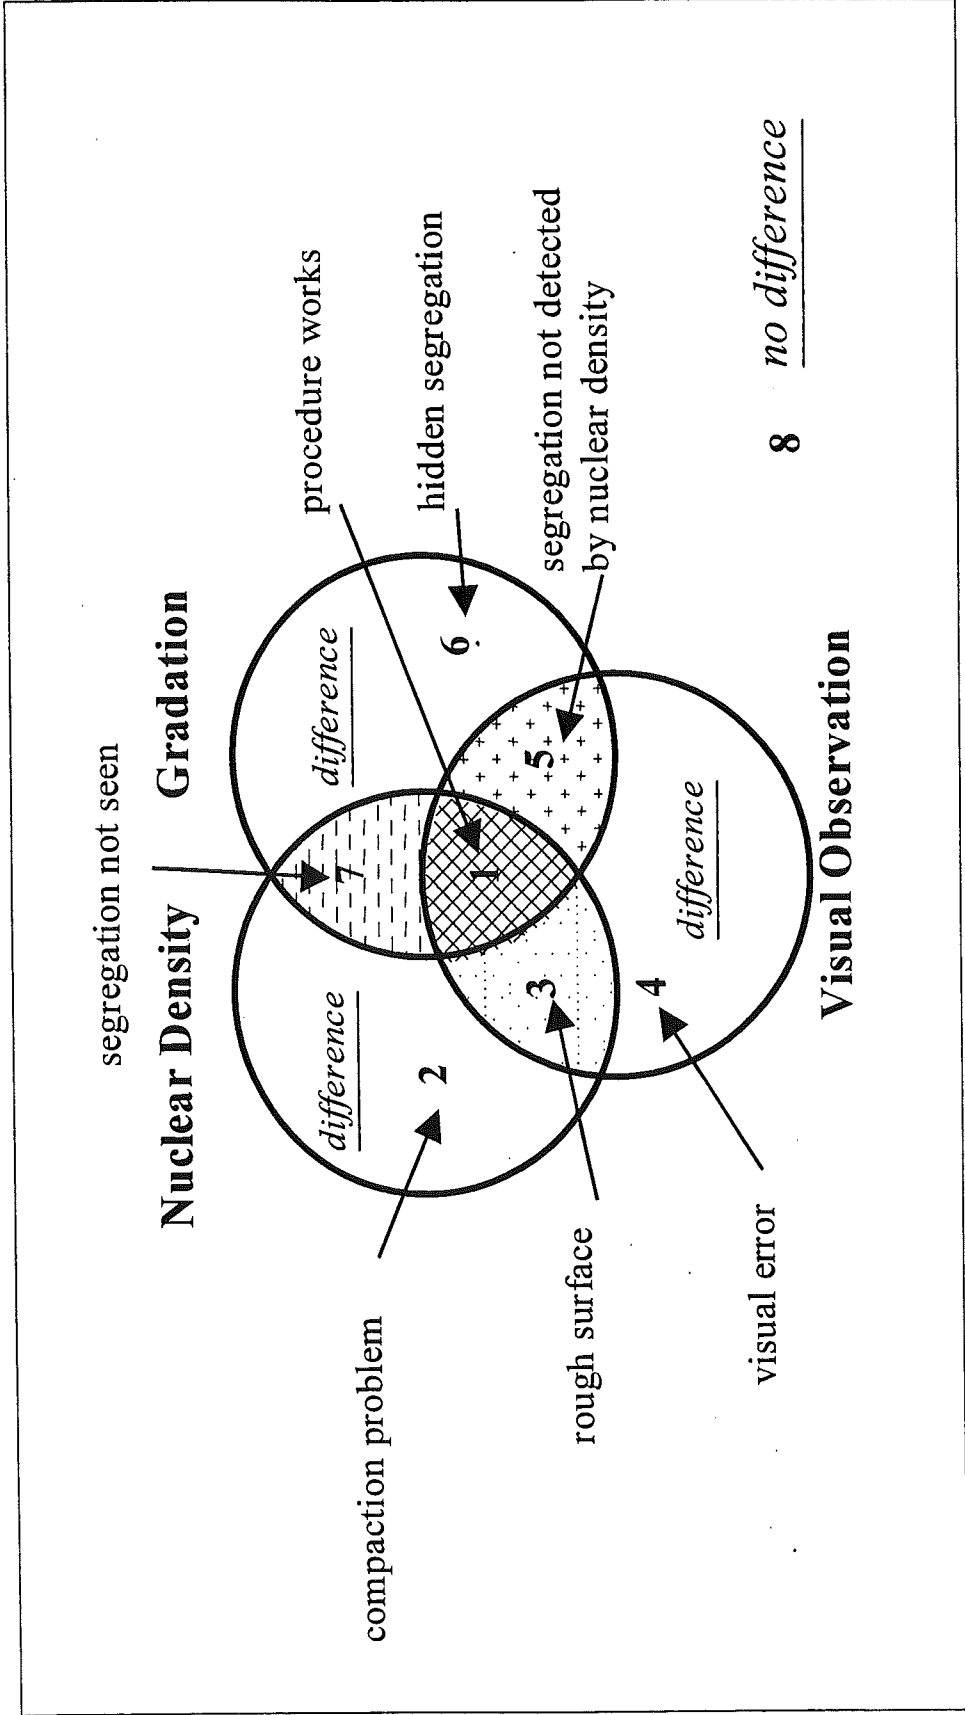 segregation not seen
Nuclear Density
Gradation
difference
difference
procedure works
7
compaction problem
2
6
hidden segregation
1
rough surface
3
5
segregation not detected
by nuclear density
visual error
4
difference
8 no difference
Visual Observation